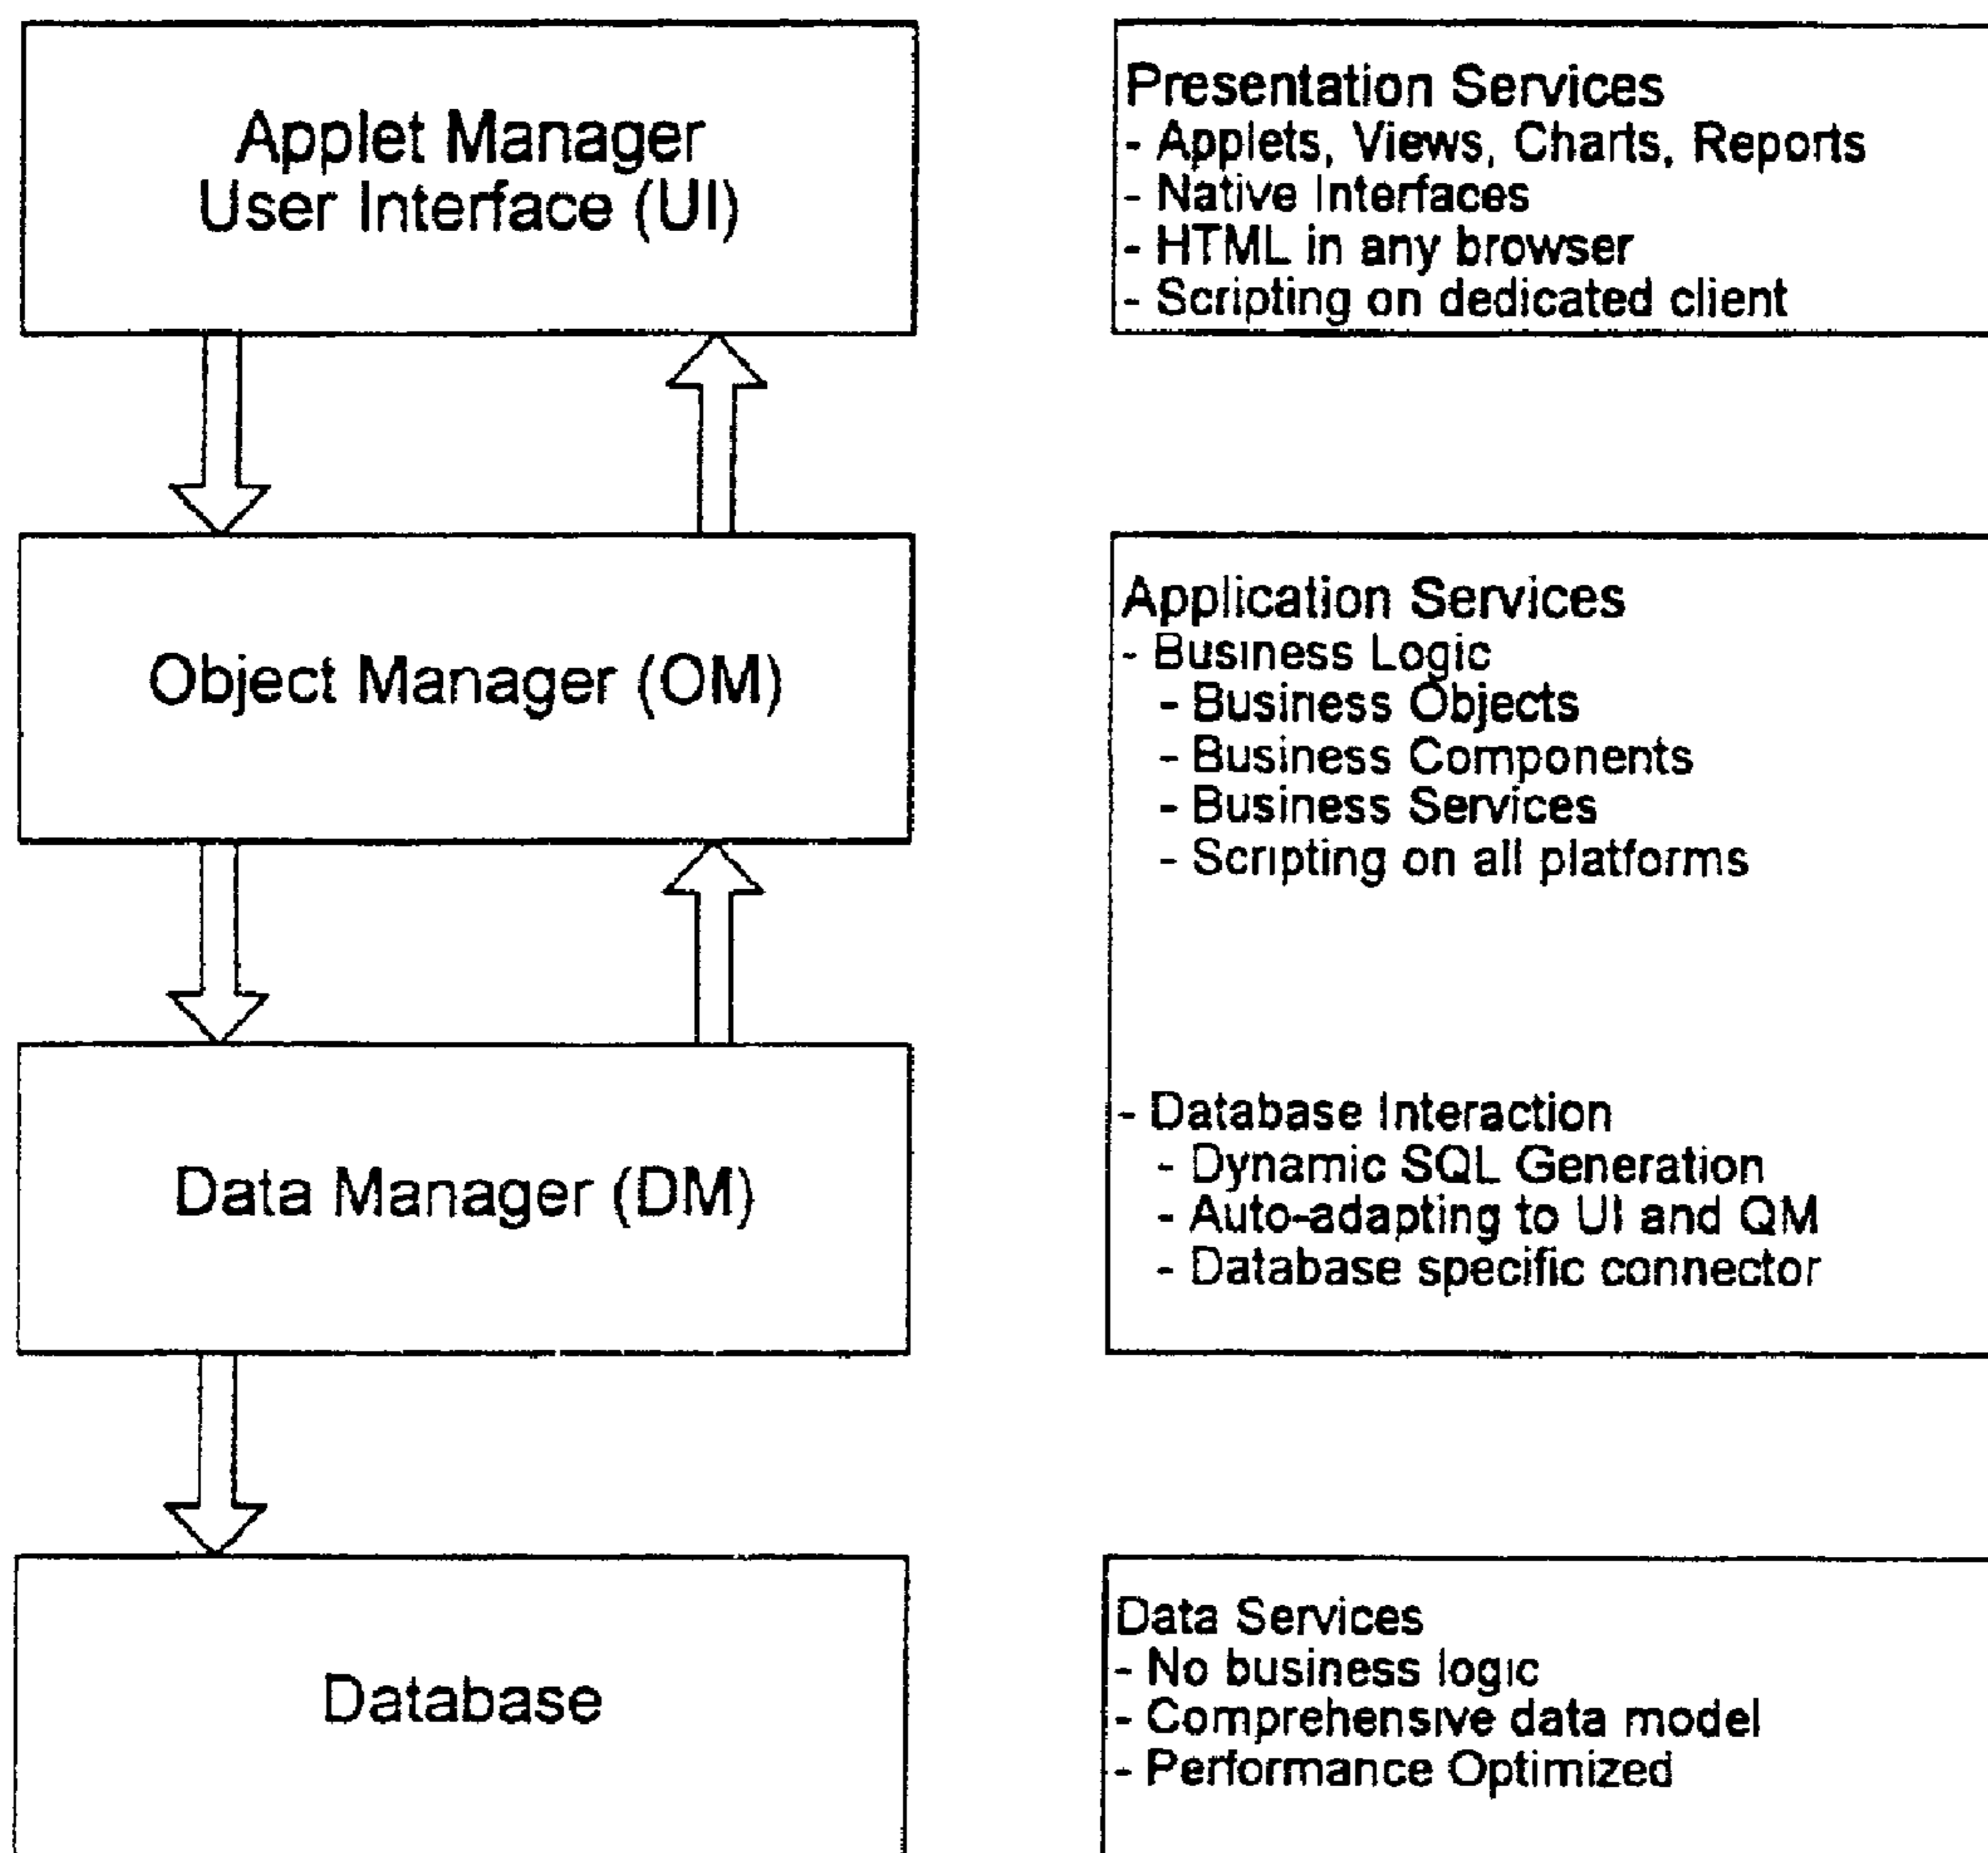 Applet Manager
User Interface (UI)
Presentation Services
- Applets, Views, Charts, Reports
- Native Interfaces
- HTML in any browser
- Scripting on dedicated client
Object Manager (OM)
Application Services
- Business Logic
- Business Objects
- Business Components
- Business Services
- Scripting on all platforms
Data Manager (DM)
- Database Interaction
- Dynamic SQL Generation
- Auto-adapting to UI and QM
- Database specific connector
Database
Data Services
- No business logic
- Comprehensive data model
- Performance Optimized